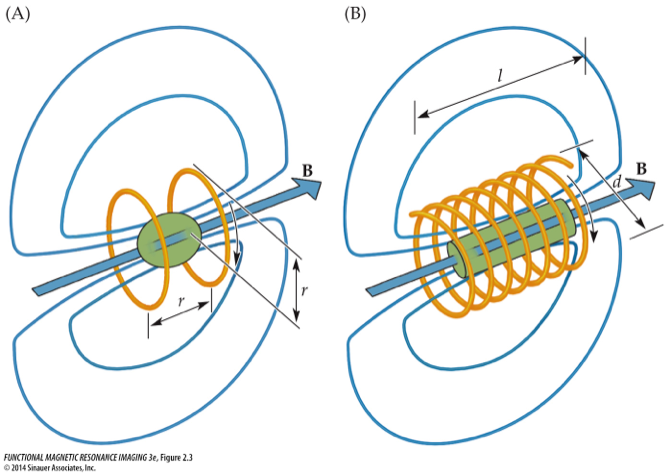 (A)
(B)
l
B
B
d
r
r
FUNCTIONAL MAGNETIC RESONANCE IMAGING 3e, Figure 2.3
© 2014 Sinauer Associates, Inc.